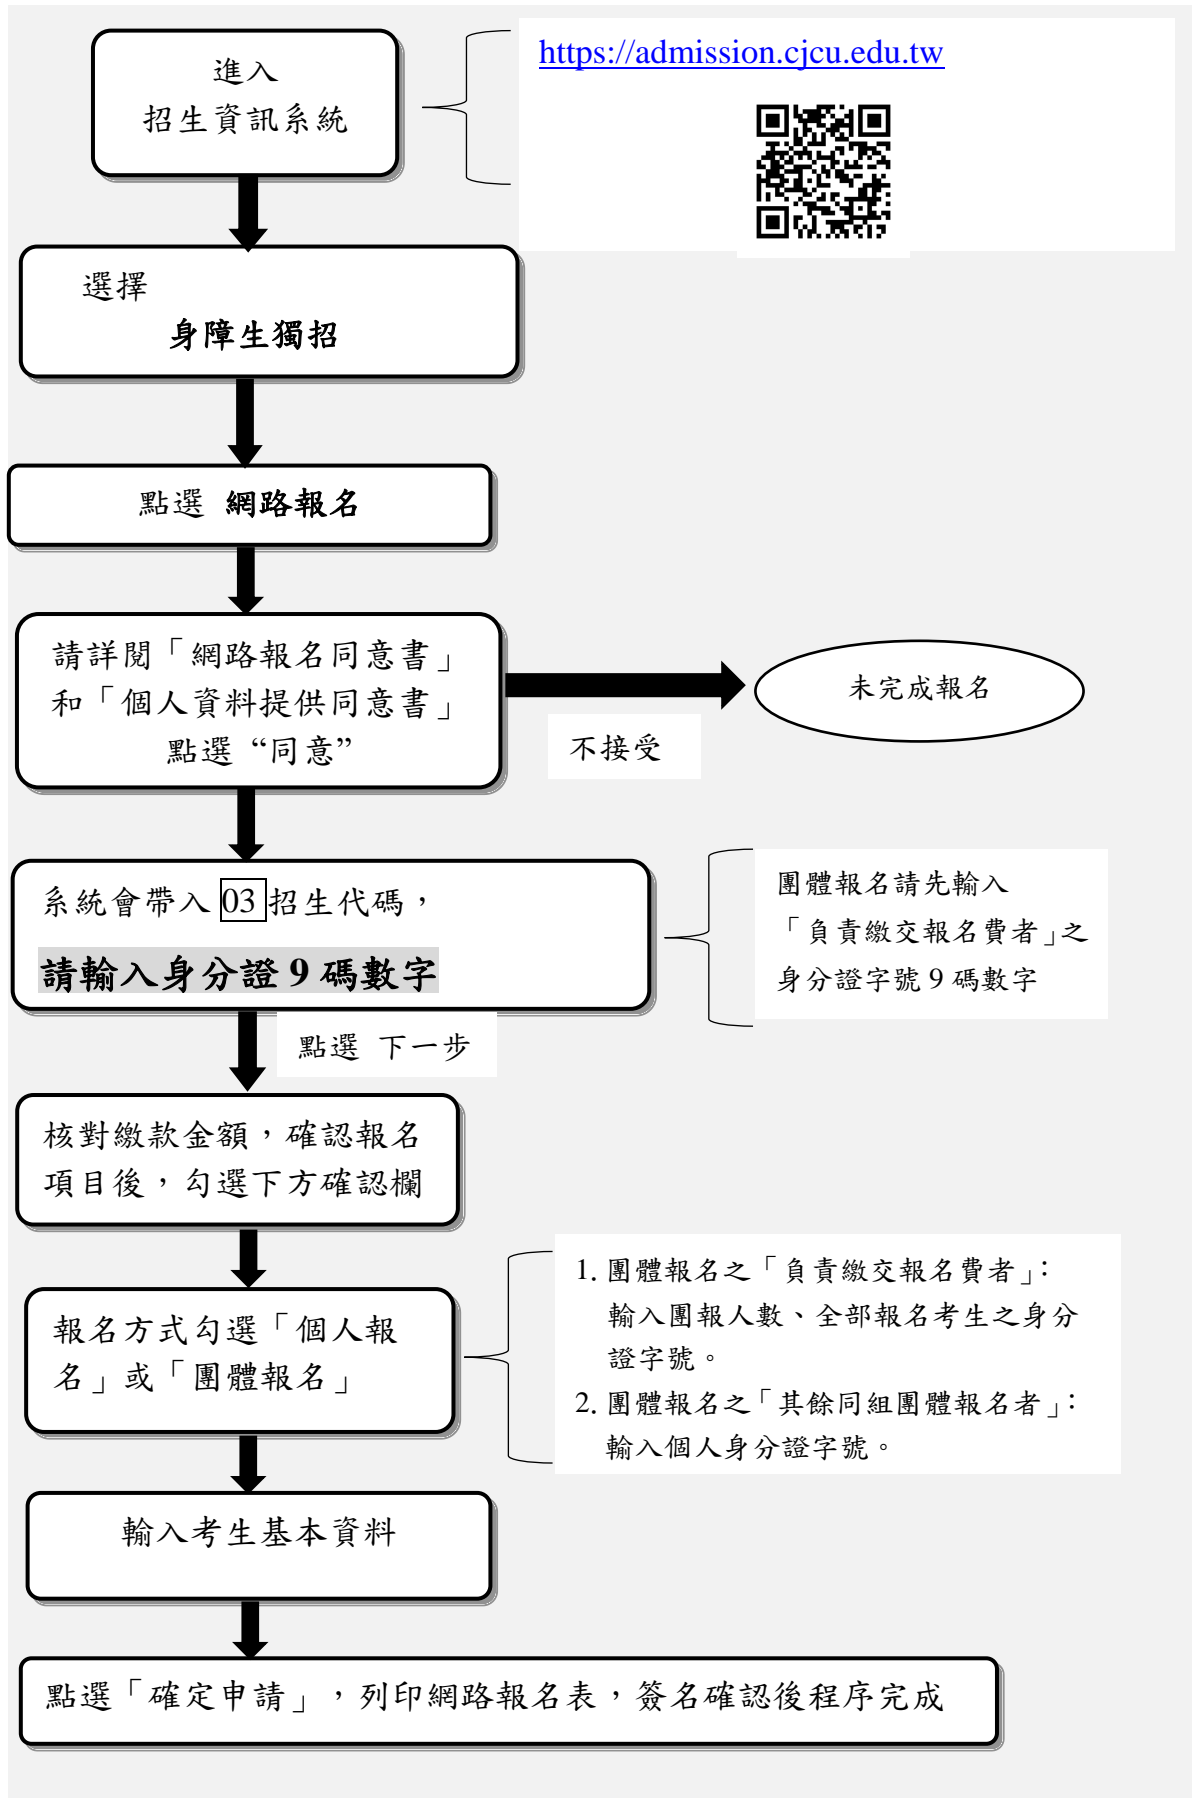 進入
招生資訊系統
https://admission.cjcu.edu.tw
選擇
身障生獨招
點選 網路報名
請詳閱「網路報名同意書」
和「個人資料提供同意書」
點選 “同意”
不接受
未完成報名
系統會帶入 03 招生代碼，
請輸入身分證 9 碼數字
團體報名請先輸入
「負責繳交報名費者」之
身分證字號 9 碼數字
點選 下一步
核對繳款金額，確認報名
項目後，勾選下方確認欄
報名方式勾選「個人報
名」或「團體報名」
1. 團體報名之「負責繳交報名費者」：
輸入團報人數、全部報名考生之身分
證字號。
2. 團體報名之「其餘同組團體報名者」：
輸入個人身分證字號。
輸入考生基本資料
點選「確定申請」，列印網路報名表，簽名確認後程序完成